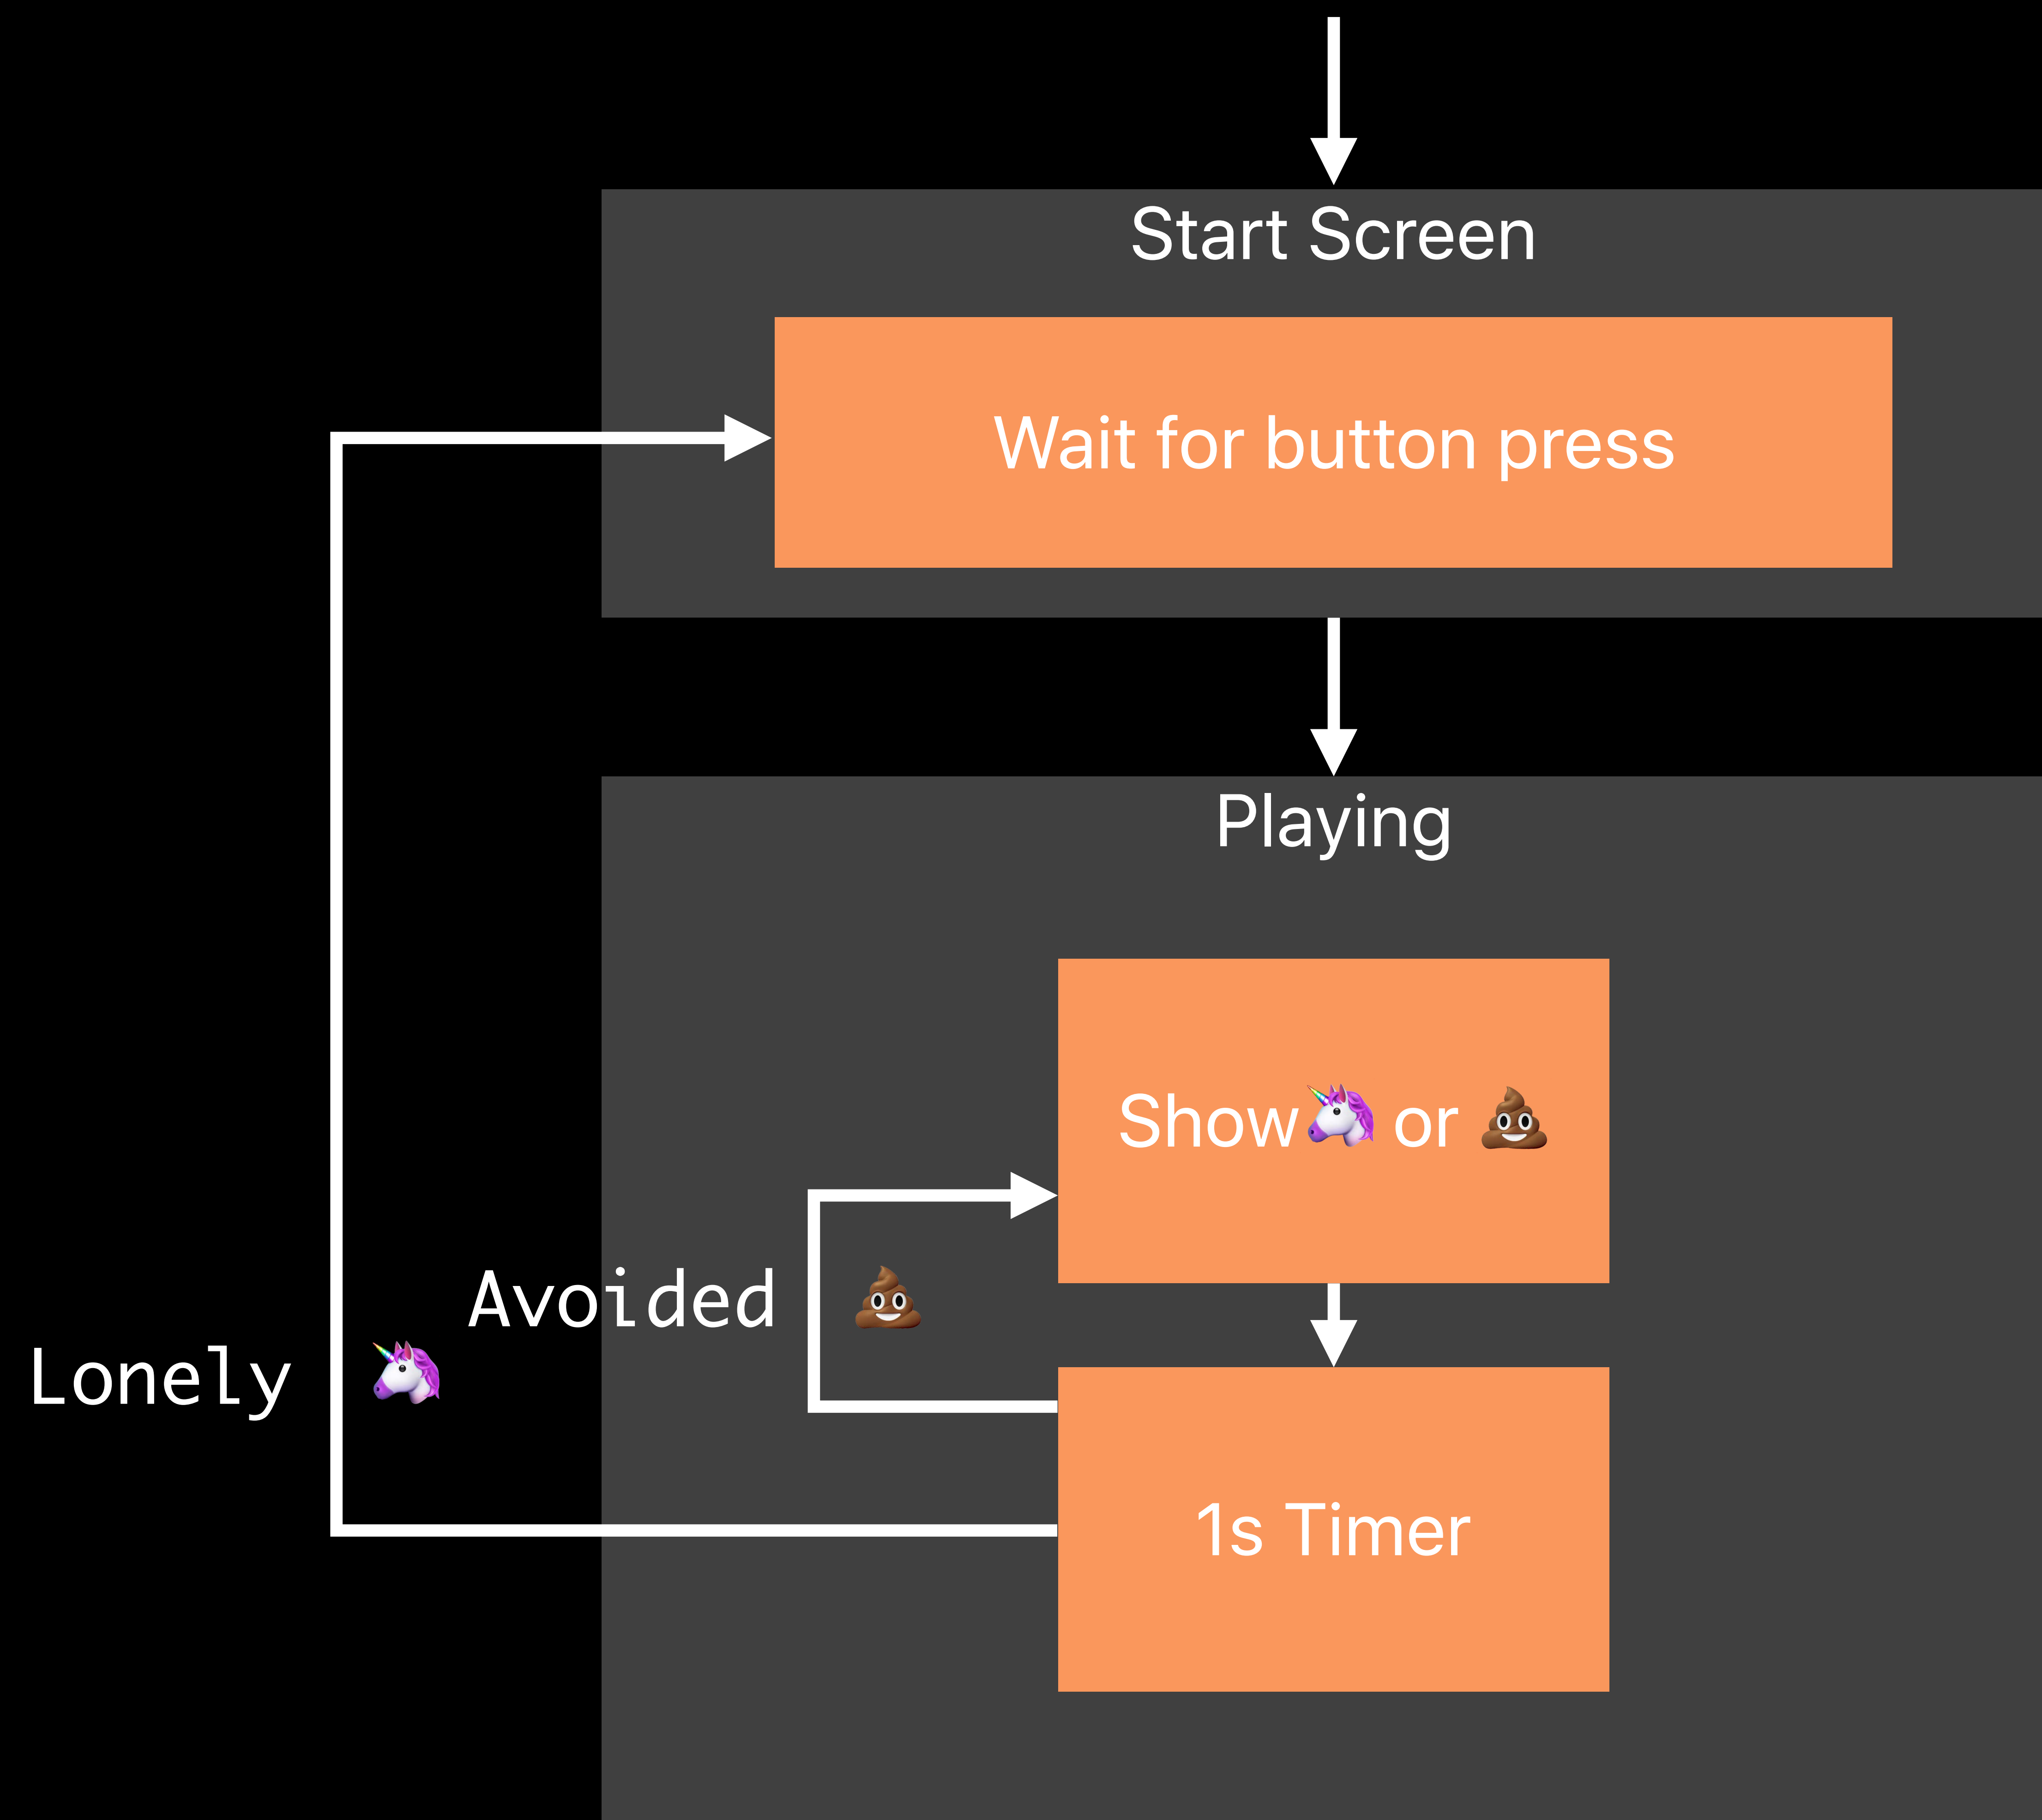 Start Screen
Wait for button press
Playing
Show🦄 or 💩
Avoided 💩
Lonely 🦄
1s Timer